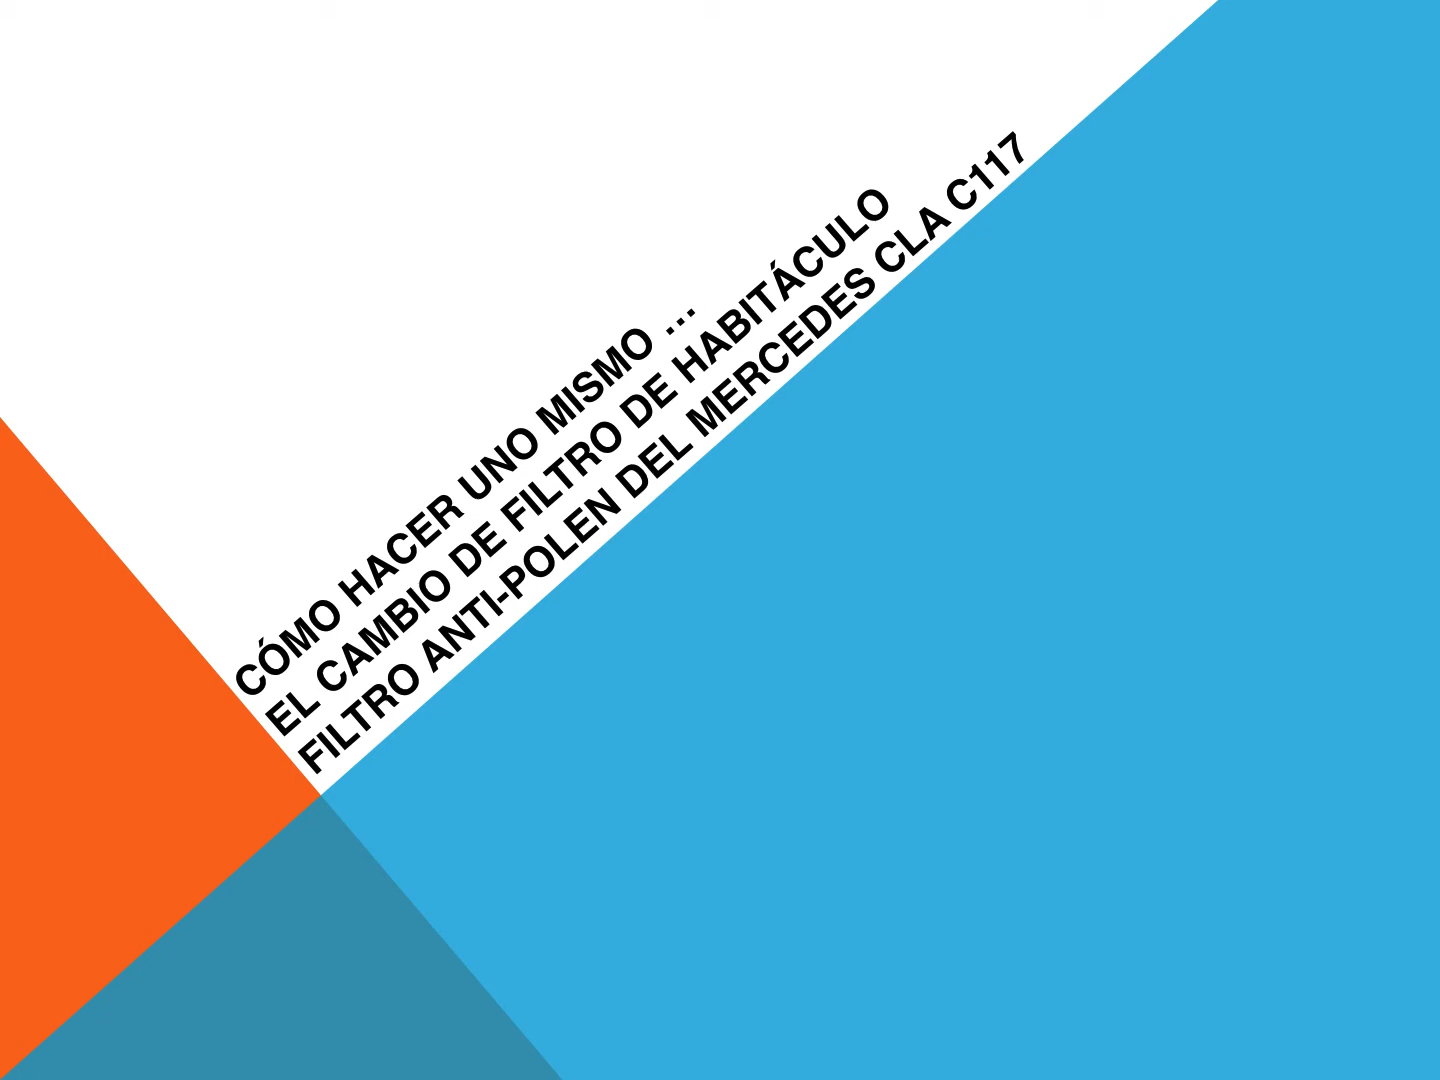 CÓMO HACER UNO MISMO ...
EL CAMBIO DE FILTRO DE HABITÁCULO
FILTRO ANTI-POLEN DEL MERCEDES CLA C117